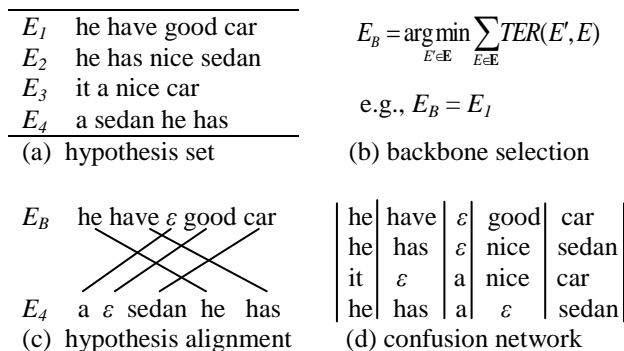 E1 he have good car
E2 he has nice sedan
E3 it a nice car
E4 a sedan he has
(a) hypothesis set
E_B = argmin_{E'∈E} ∑_{E∈E} TER(E', E)
e.g., E_B = E_1
(b) backbone selection
E_B he have ε good car
E4 a ε sedan he has
(c) hypothesis alignment
he have ε good car
he has ε nice sedan
it ε a nice car
he has a ε sedan
(d) confusion network